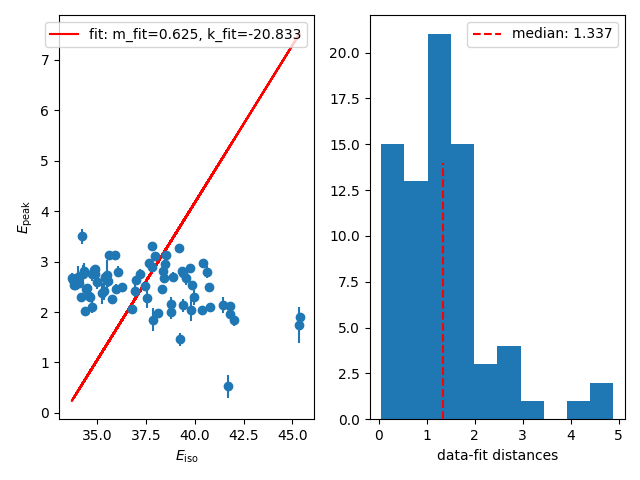 fit: m_fit=0.625, k_fit=-20.833
7
6
5
4
3
2
1
0
E_peak
35.0 37.5 40.0 42.5 45.0
E_iso
median: 1.337
20.0
17.5
15.0
12.5
10.0
7.5
5.0
2.5
0.0
0 1 2 3 4 5
data-fit distances